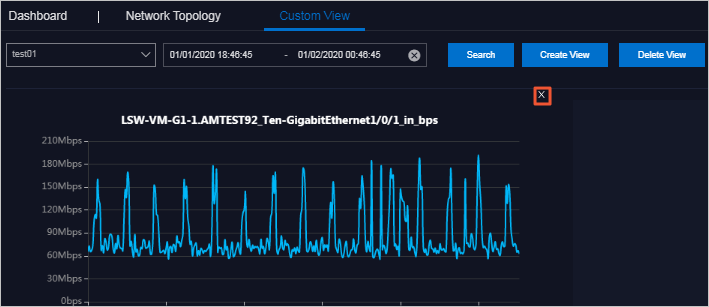 Dashboard | Network Topology Custom View
test01 01/01/2020 18:46:45 - 01/02/2020 00:46:45 Search Create View Delete View
X
LSW-VM-G1-1.AMTEST92_Ten-GigabitEthernet1/0/1_in_bps
210Mbps
180Mbps
150Mbps
120Mbps
90Mbps
60Mbps
30Mbps
0bps